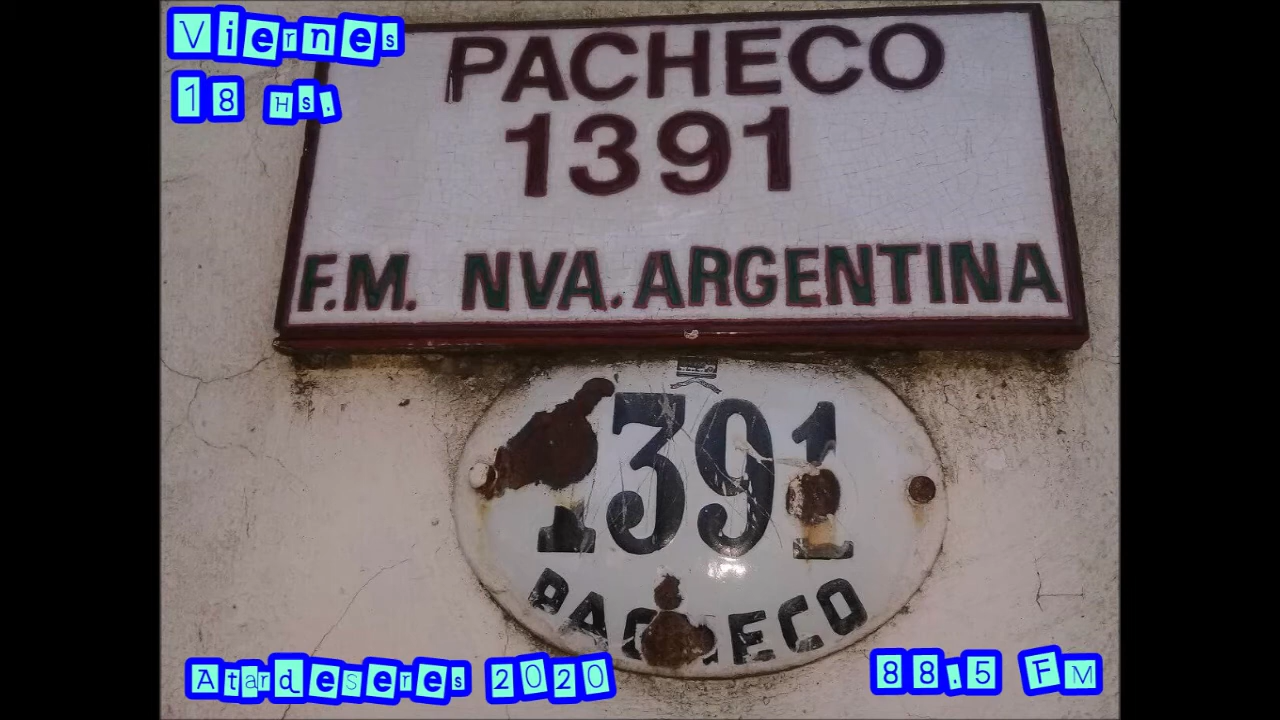 Viernes
18 Hs.
PACHECO
1391
F.M. NVA. ARGENTINA
1391
PACHECO
Atardeseres 2020
88.5 FM